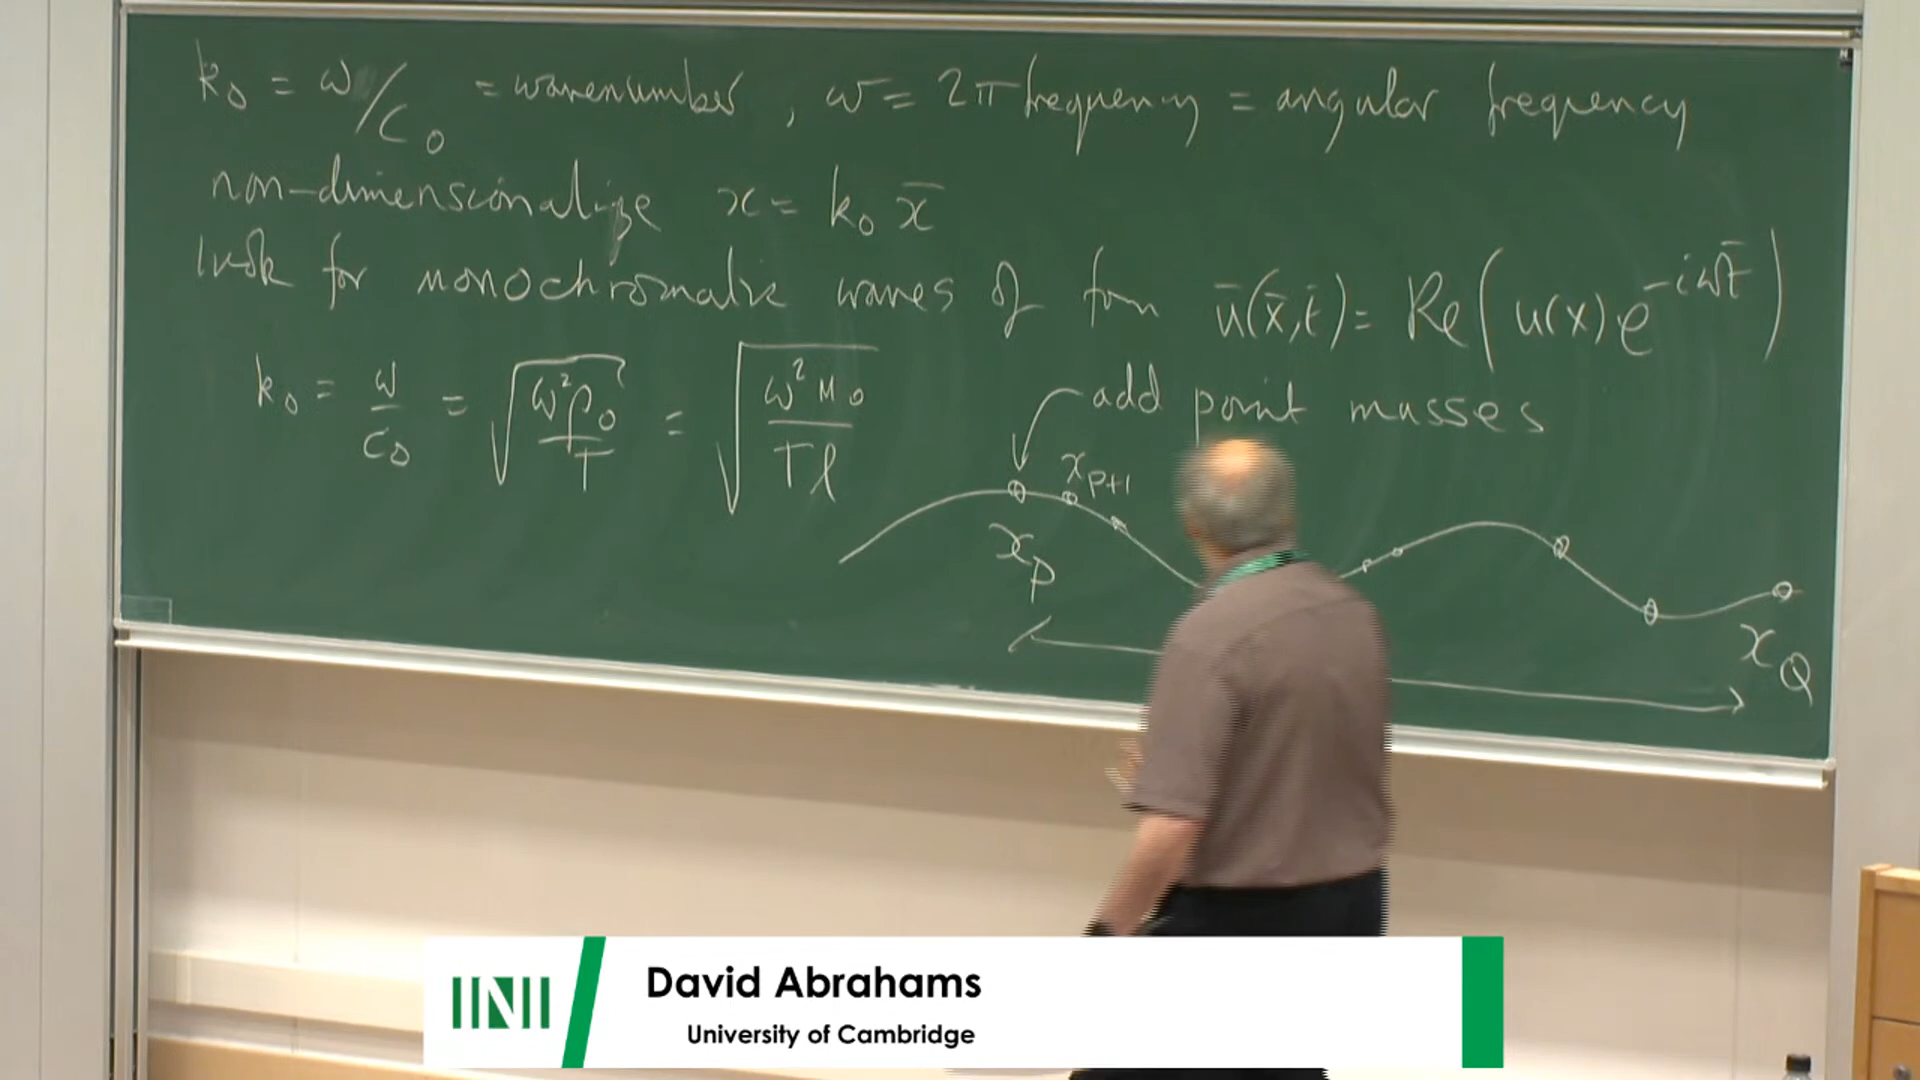 k₀ = ω/c₀ = wavenumber, ω = 2π frequency = angular frequency
non-dimensionalize x = k₀ x̄
look for monochromatic waves of form ū(x̄,t̄) = Re(u(x) e^{-iωt̄})
k₀ = ω/c₀ = √(ω²ρ₀/T) = √(ω²M₀/Tl)
add point masses
x_{p+1}
x_p
x_Q
INI
David Abrahams
University of Cambridge